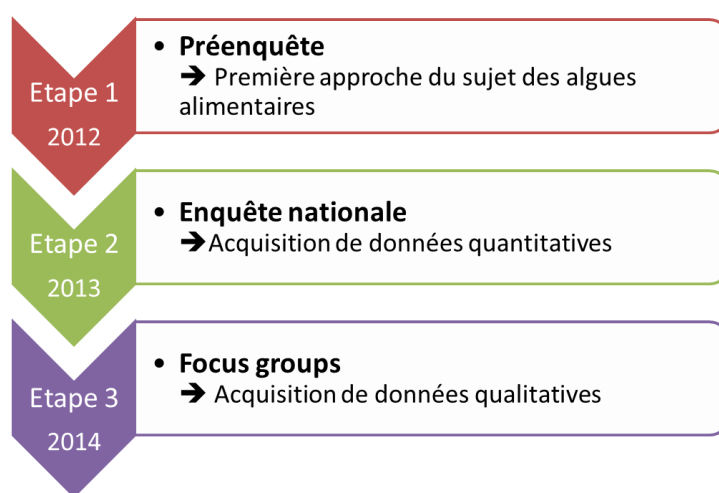 Etape 1
2012
• Préenquête
➔ Première approche du sujet des algues
alimentaires
Etape 2
2013
• Enquête nationale
➔Acquisition de données quantitatives
Etape 3
2014
• Focus groups
➔ Acquisition de données qualitatives